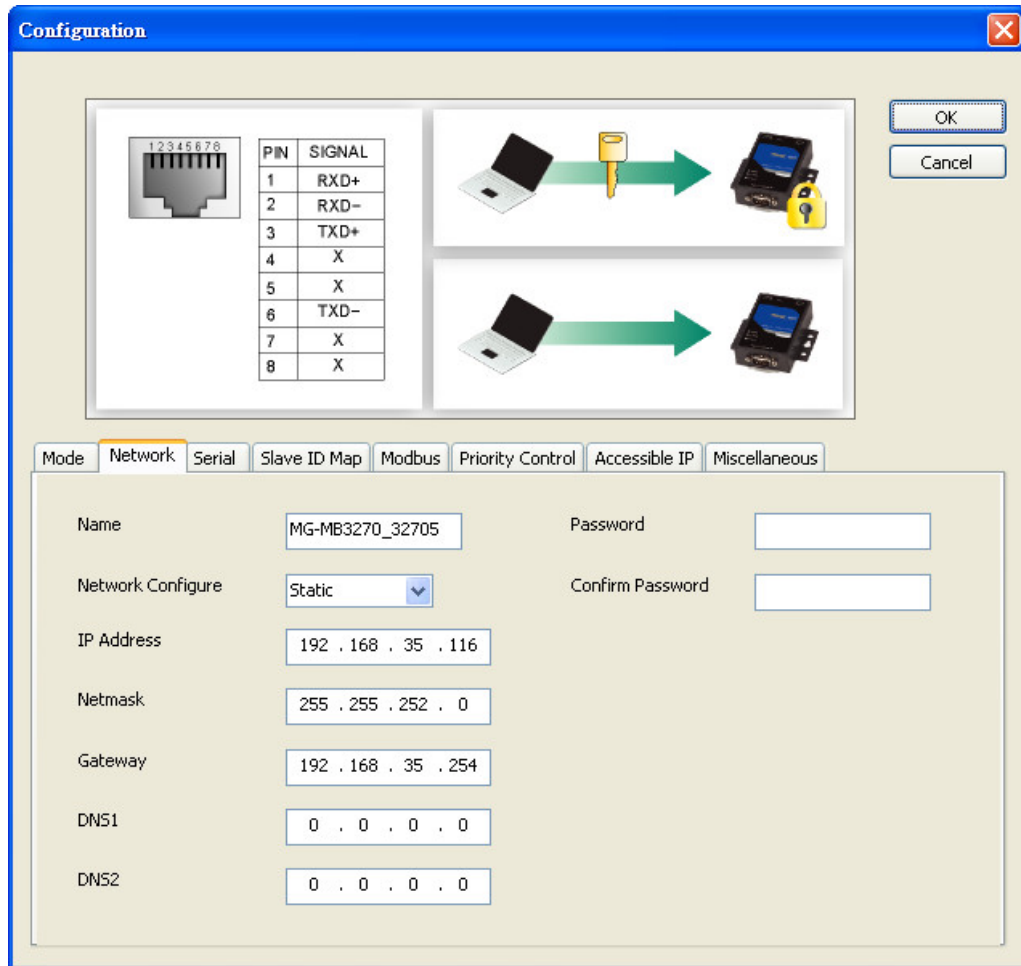 Configuration
OK
Cancel
12345678
PIN SIGNAL
1 RXD+
2 RXD−
3 TXD+
4 X
5 X
6 TXD−
7 X
8 X
Mode Network Serial Slave ID Map Modbus Priority Control Accessible IP Miscellaneous
Name MG-MB3270_32705 Password
Network Configure Static Confirm Password
IP Address 192 . 168 . 35 . 116
Netmask 255 . 255 . 252 . 0
Gateway 192 . 168 . 35 . 254
DNS1 0 . 0 . 0 . 0
DNS2 0 . 0 . 0 . 0